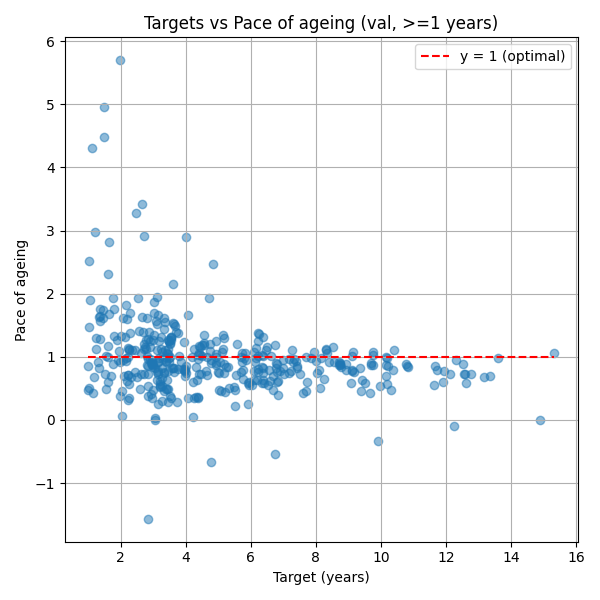 Targets vs Pace of ageing (val, >=1 years)
y = 1 (optimal)
Pace of ageing
6
5
4
3
2
1
0
−1
2 4 6 8 10 12 14 16
Target (years)